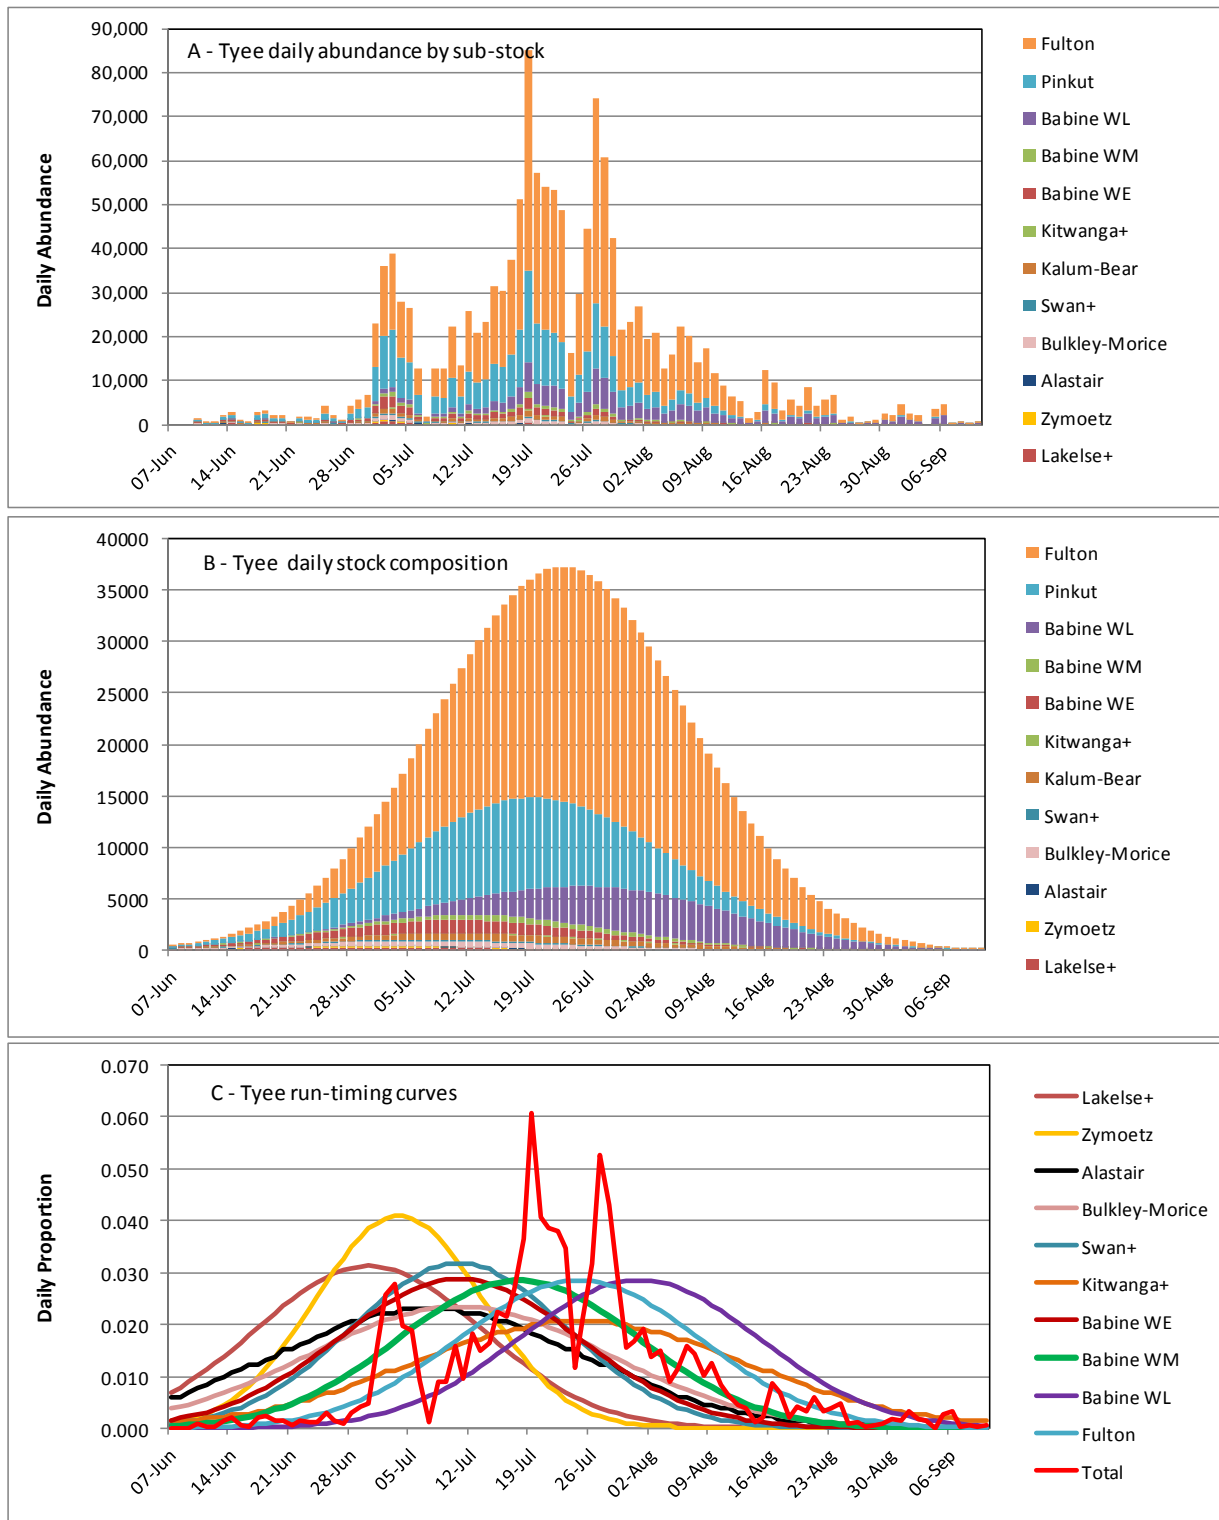 A - Tyee daily abundance by sub-stock
Daily Abundance
90,000
80,000
70,000
60,000
50,000
40,000
30,000
20,000
10,000
0
07-Jun
14-Jun
21-Jun
28-Jun
05-Jul
12-Jul
19-Jul
26-Jul
02-Aug
09-Aug
16-Aug
23-Aug
30-Aug
06-Sep
Fulton
Pinkut
Babine WL
Babine WM
Babine WE
Kitwanga+
Kalum-Bear
Swan+
Bulkley-Morice
Alastair
Zymoetz
Lakelse+
B - Tyee daily stock composition
Daily Abundance
40000
35000
30000
25000
20000
15000
10000
5000
0
07-Jun
14-Jun
21-Jun
28-Jun
05-Jul
12-Jul
19-Jul
26-Jul
02-Aug
09-Aug
16-Aug
23-Aug
30-Aug
06-Sep
Fulton
Pinkut
Babine WL
Babine WM
Babine WE
Kitwanga+
Kalum-Bear
Swan+
Bulkley-Morice
Alastair
Zymoetz
Lakelse+
C - Tyee run-timing curves
Daily Proportion
0.070
0.060
0.050
0.040
0.030
0.020
0.010
0.000
07-Jun
14-Jun
21-Jun
28-Jun
05-Jul
12-Jul
19-Jul
26-Jul
02-Aug
09-Aug
16-Aug
23-Aug
30-Aug
06-Sep
Lakelse+
Zymoetz
Alastair
Bulkley-Morice
Swan+
Kitwanga+
Babine WE
Babine WM
Babine WL
Fulton
Total